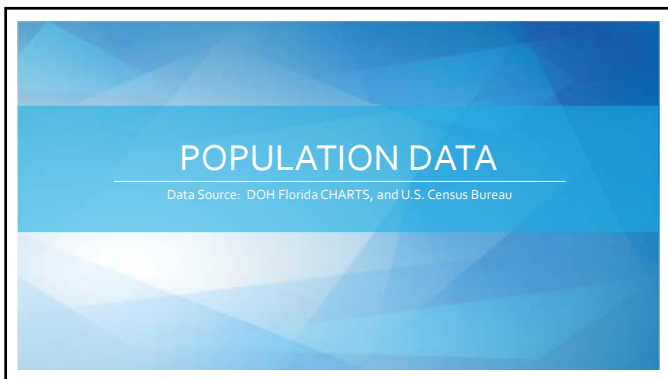 POPULATION DATA
Data Source: DOH Florida CHARTS, and U.S. Census Bureau